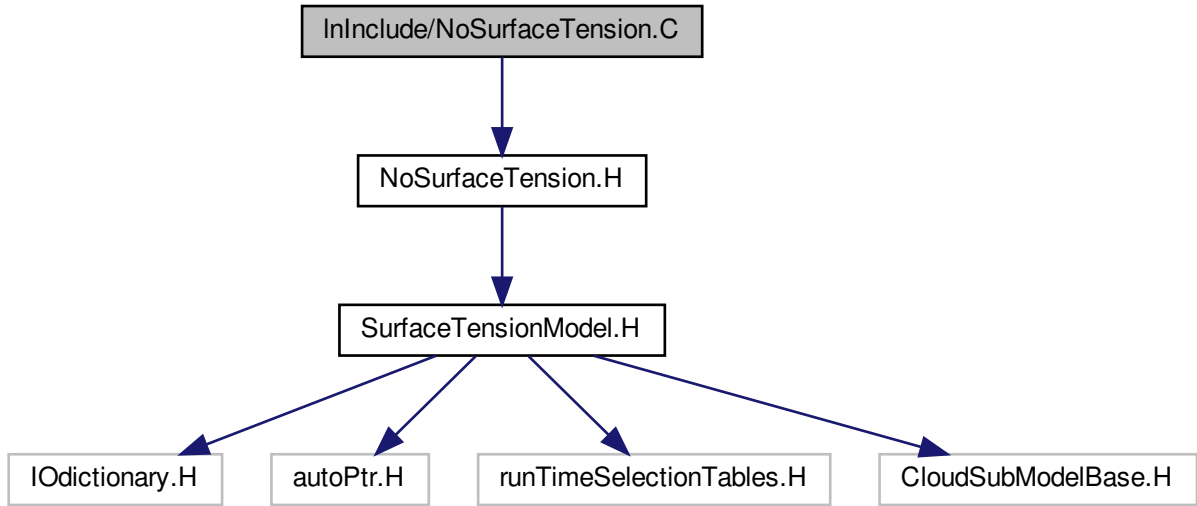 lnInclude/NoSurfaceTension.C
NoSurfaceTension.H
SurfaceTensionModel.H
IOdictionary.H
autoPtr.H
runTimeSelectionTables.H
CloudSubModelBase.H